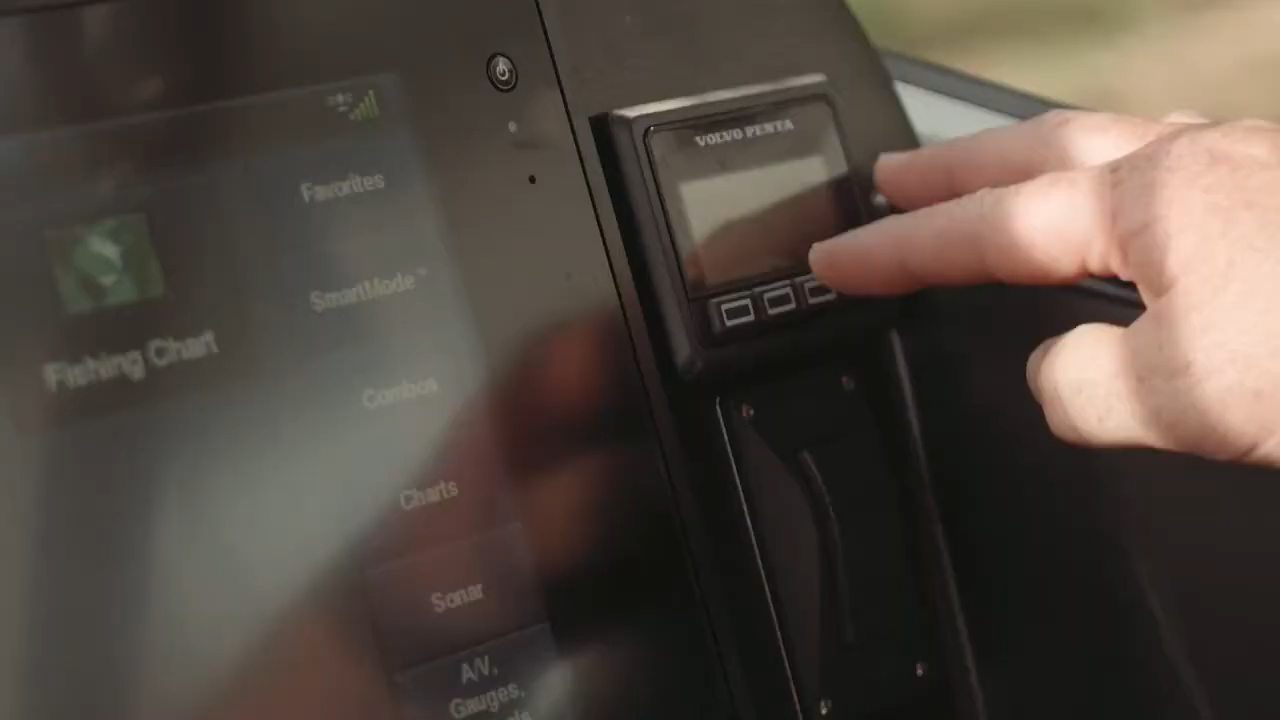 VOLVO PENTA
Favorites
SmartMode™
Fishing Chart
Combos
Charts
Sonar
A/V,
Gauges,